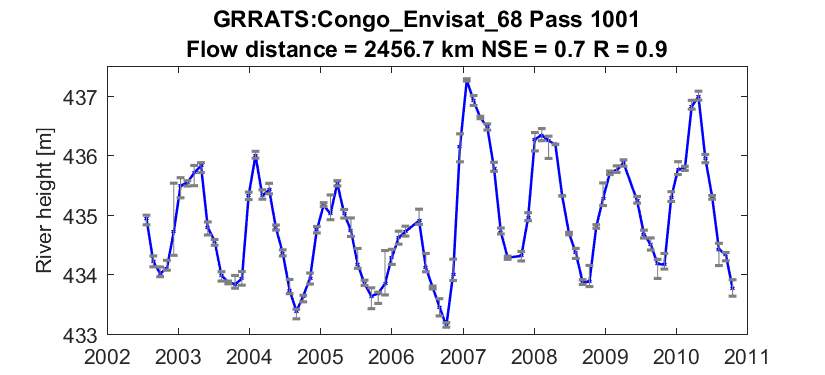 GRRATS:Congo_Envisat_68 Pass 1001
Flow distance = 2456.7 km NSE = 0.7 R = 0.9
River height [m]
437
436
435
434
433
2002 2003 2004 2005 2006 2007 2008 2009 2010 2011